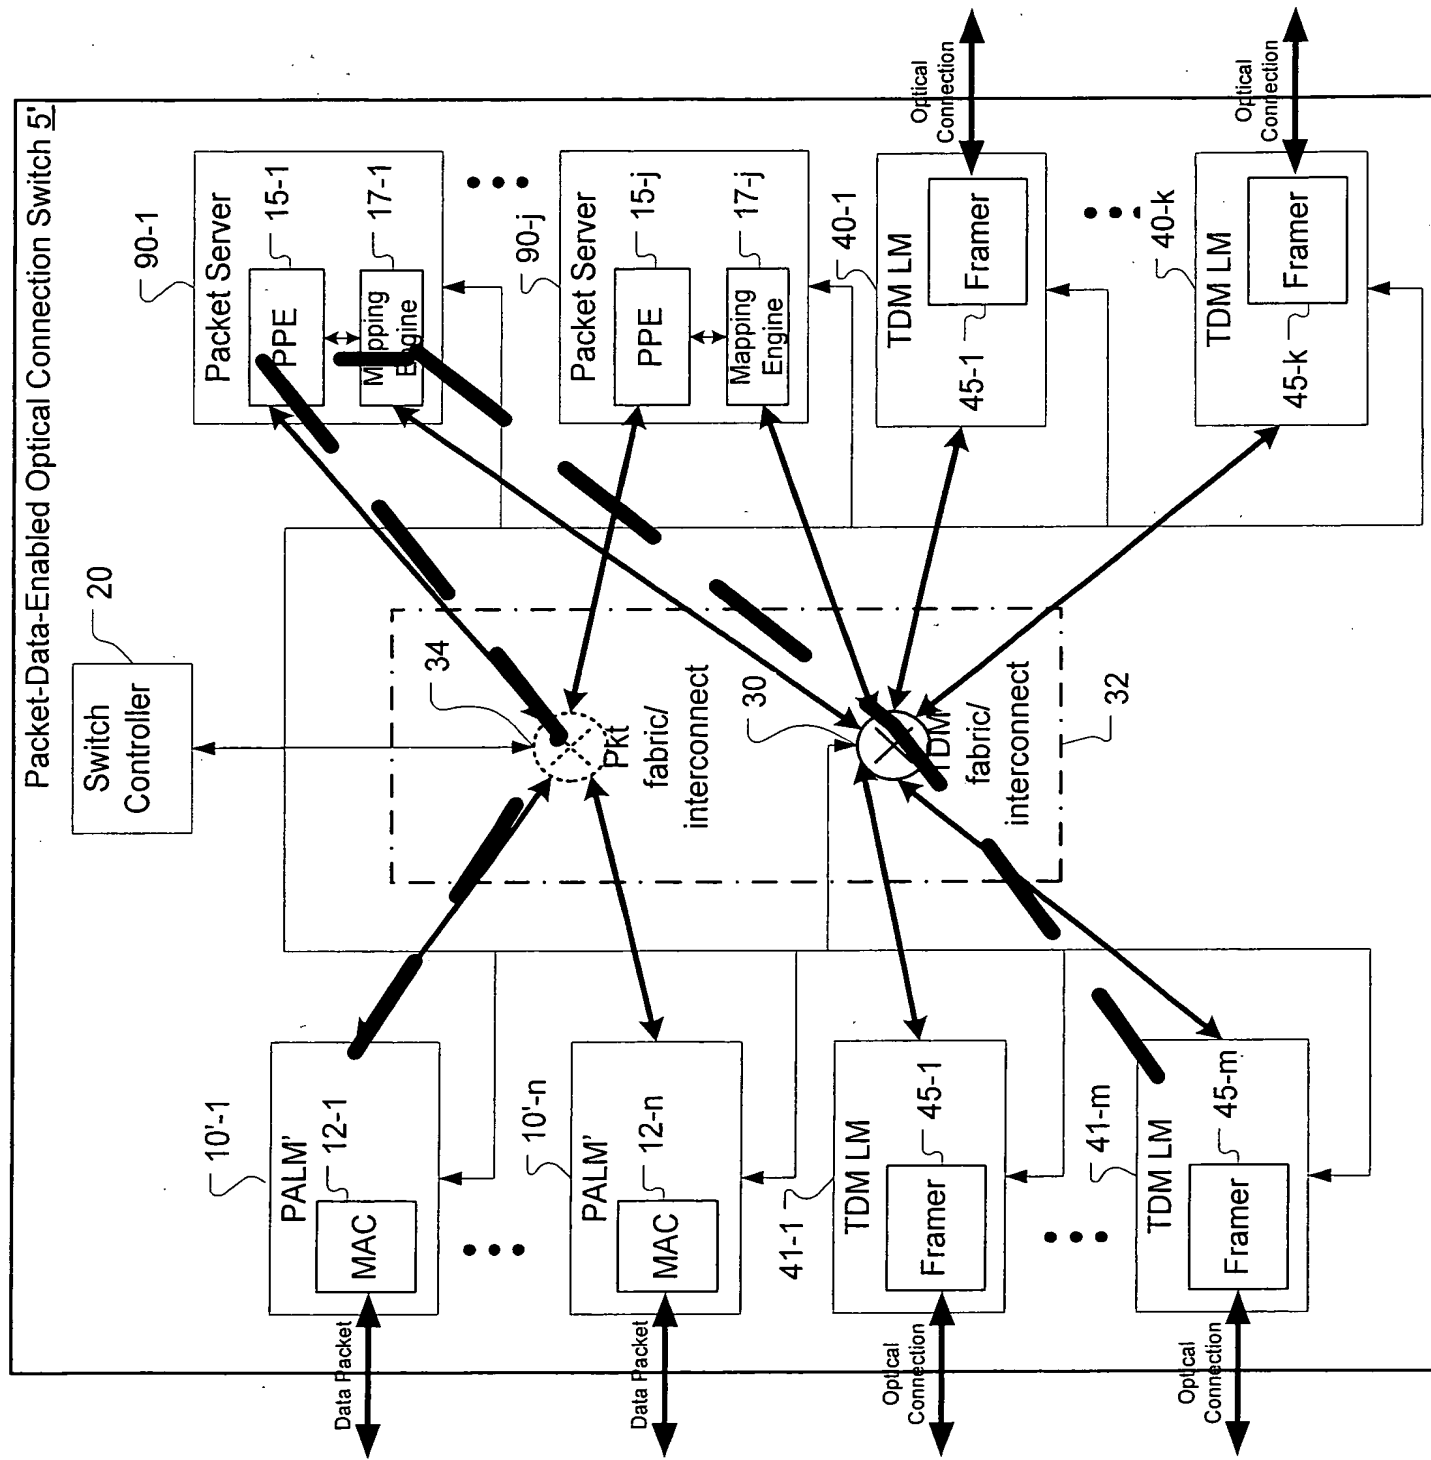 Packet-Data-Enabled Optical Connection Switch 5'
20
Switch
Controller
10'-1
PALM'
12-1
MAC
Data Packet
10'-n
PALM'
12-n
MAC
Data Packet
41-1
TDM LM
45-1
Framer
Optical
Connection
41-m
TDM LM
45-m
Framer
Optical
Connection
34
Pkt
fabric/
interconnect
30
TDM
fabric/
interconnect
32
90-1
Packet Server
15-1
PPE
17-1
Mapping
Engine
90-j
Packet Server
15-j
PPE
17-j
Mapping
Engine
40-1
TDM LM
45-1
Framer
Optical
Connection
40-k
TDM LM
45-k
Framer
Optical
Connection